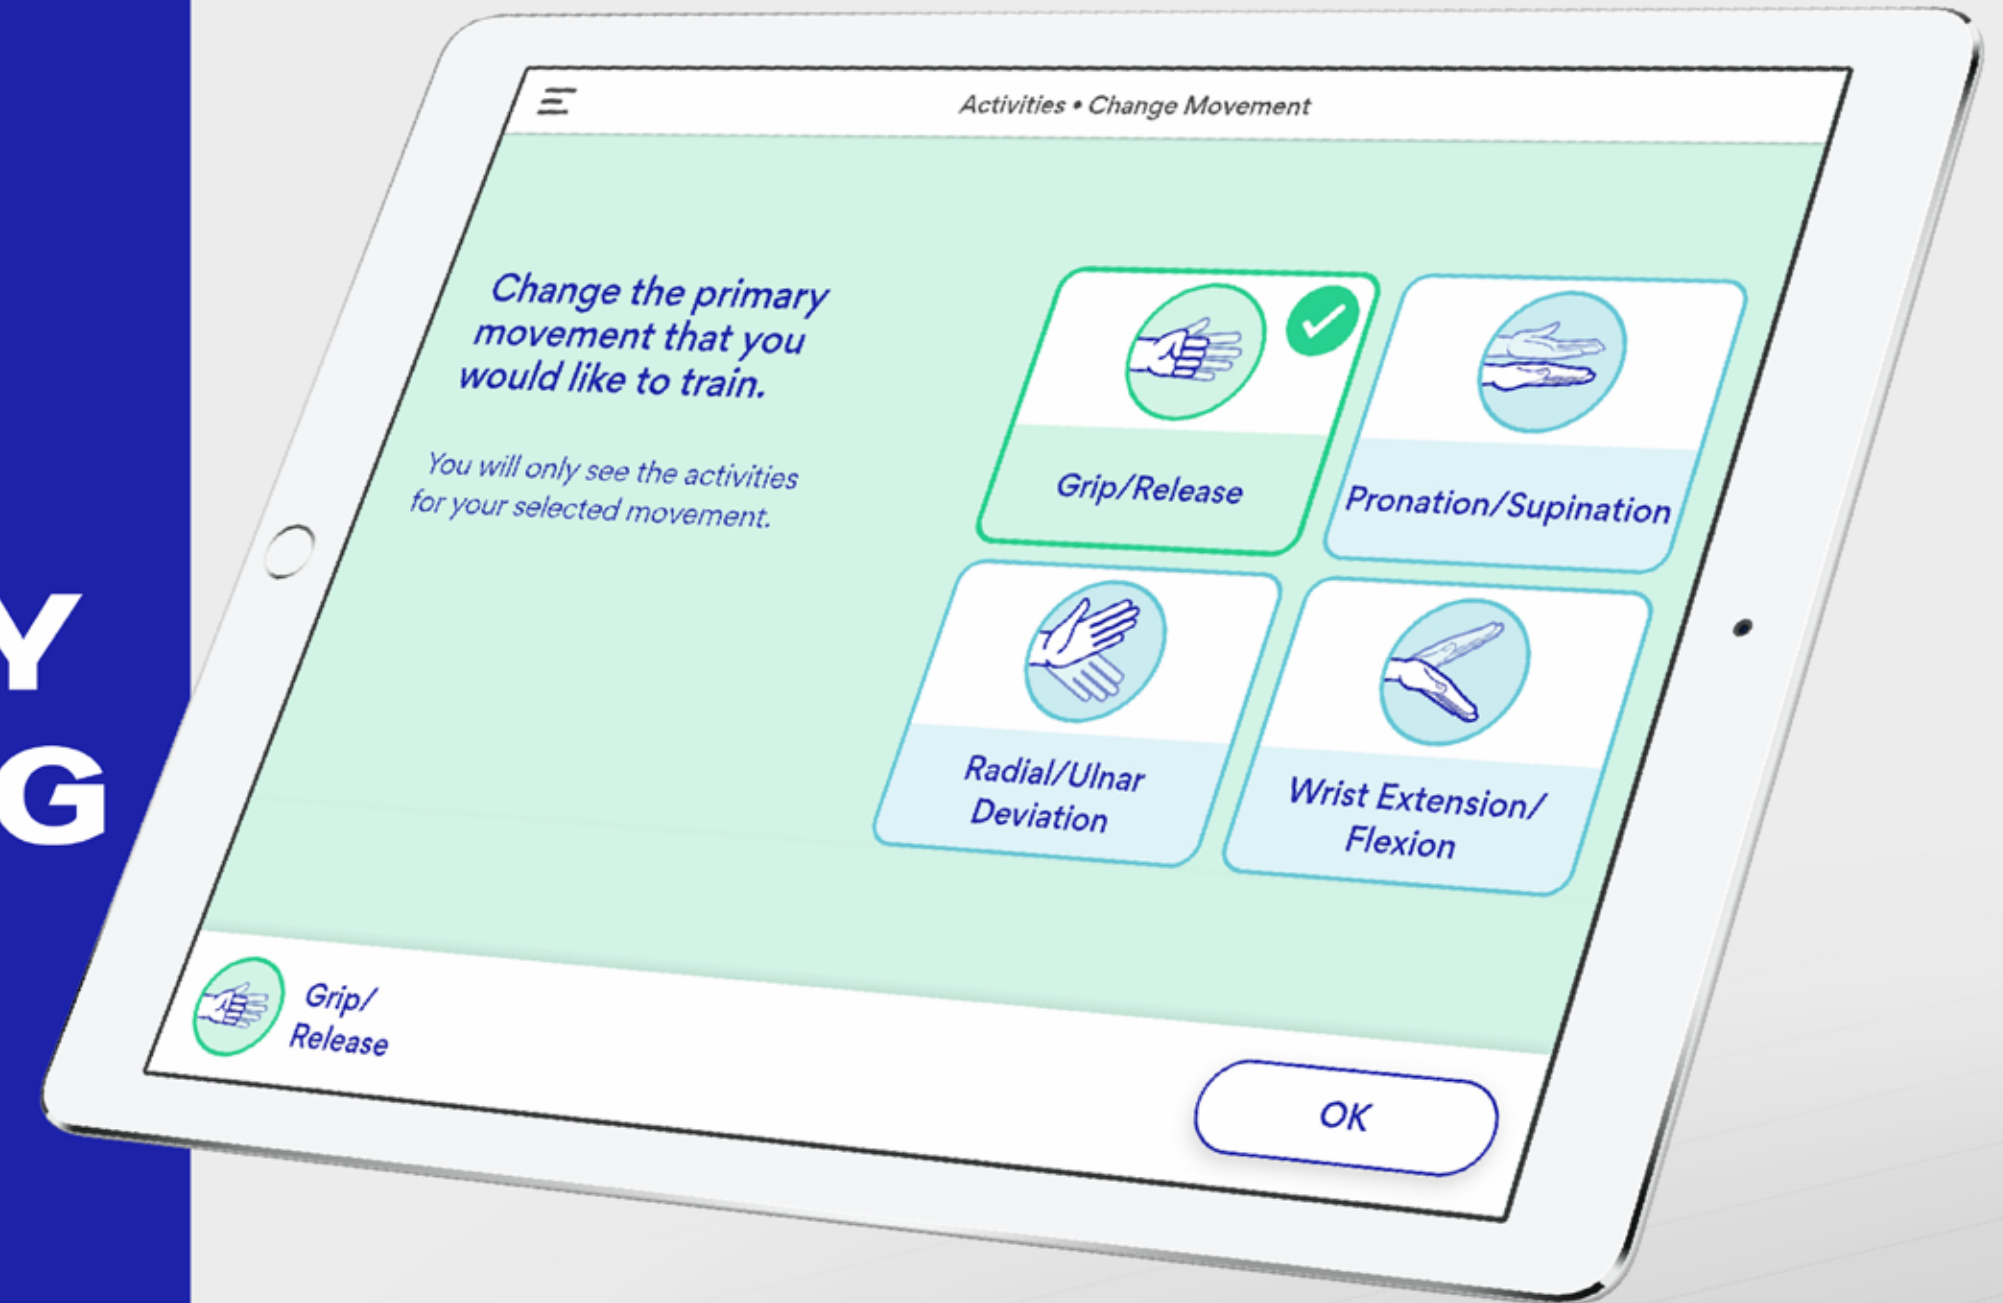 Y
G
Activities • Change Movement
Change the primary
movement that you
would like to train.
You will only see the activities
for your selected movement.
Grip/Release
Pronation/Supination
Radial/Ulnar
Deviation
Wrist Extension/
Flexion
Grip/
Release
OK